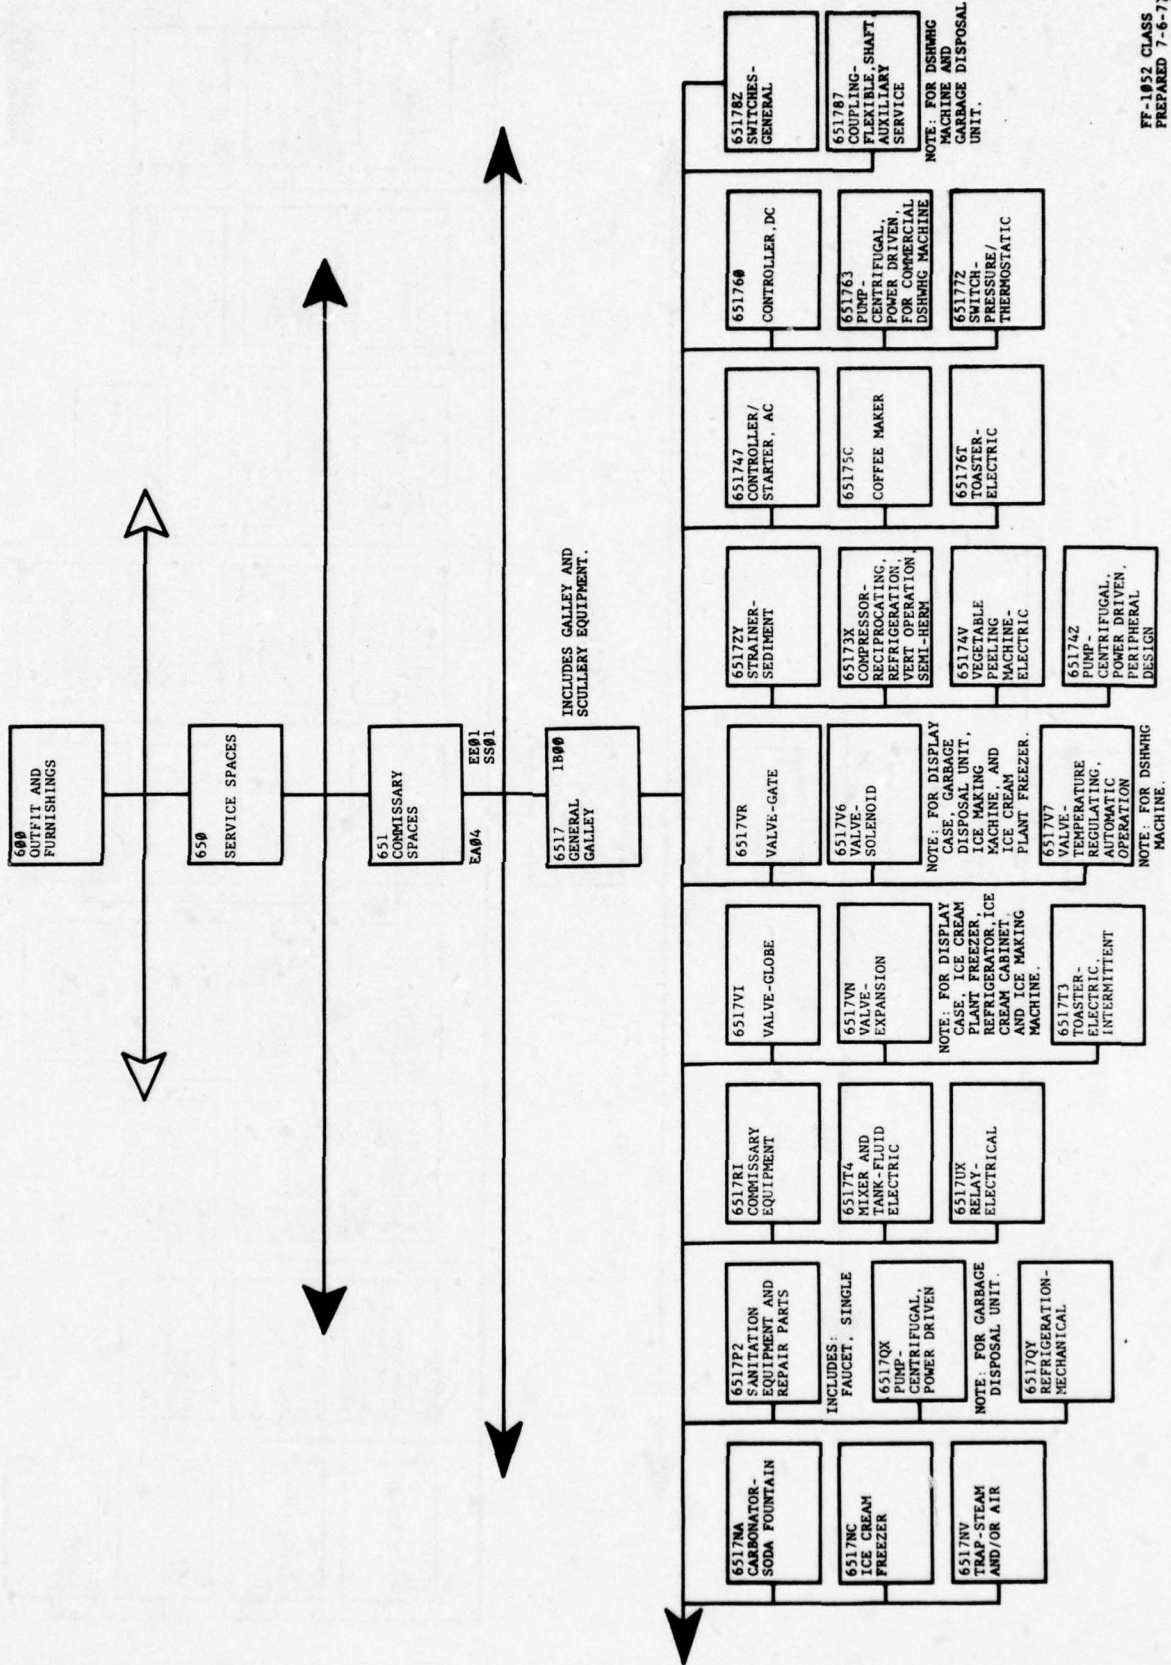 600
OUTFIT AND
FURNISHINGS
650
SERVICE SPACES
651
COMMISSARY
SPACES
EA04
EE01
SS01
6517 1B00
GENERAL
GALLEY
INCLUDES GALLEY AND
SCULLERY EQUIPMENT.
6517NA
CARBONATOR-
SODA FOUNTAIN
6517NC
ICE CREAM
FREEZER
6517NV
TRAP-STEAM
AND/OR AIR
6517P2
SANITATION
EQUIPMENT AND
REPAIR PARTS
INCLUDES:
FAUCET, SINGLE
6517QX
PUMP-
CENTRIFUGAL,
POWER DRIVEN
NOTE: FOR GARBAGE
DISPOSAL UNIT.
6517QY
REFRIGERATION-
MECHANICAL
6517RI
COMMISSARY
EQUIPMENT
6517T4
MIXER AND
TANK-FLUID
ELECTRIC
6517UX
RELAY-
ELECTRICAL
6517VI
VALVE-GLOBE
6517VN
VALVE-
EXPANSION
NOTE: FOR DISPLAY
CASE, ICE CREAM
PLANT FREEZER,
REFRIGERATOR, ICE
CREAM CABINET
AND ICE MAKING
MACHINE.
6517T3
TOASTER-
ELECTRIC,
INTERMITTENT
6517VR
VALVE-GATE
6517V6
VALVE-
SOLENOID
NOTE: FOR DISPLAY
CASE, GARBAGE
DISPOSAL UNIT,
ICE MAKING
MACHINE, AND
ICE CREAM
PLANT FREEZER.
6517V7
VALVE-
TEMPERATURE
REGULATING,
AUTOMATIC
OPERATION
NOTE: FOR DSHWHG
MACHINE.
6517ZY
STRAINER-
SEDIMENT
65173X
COMPRESSOR-
RECIPROCATING,
REFRIGERATION,
VERT OPERATION,
SEMI-HERM
65174V
VEGETABLE
PEELING
MACHINE-
ELECTRIC
65174Z
PUMP-
CENTRIFUGAL,
POWER DRIVEN,
PERIPHERAL
DESIGN
651747
CONTROLLER/
STARTER, AC
65175C
COFFEE MAKER
65176T
TOASTER-
ELECTRIC
651760
CONTROLLER, DC
651763
PUMP-
CENTRIFUGAL,
POWER DRIVEN,
FOR COMMERCIAL
DSHWHG MACHINE
65177Z
SWITCH-
PRESSURE/
THERMOSTATIC
65178Z
SWITCHES-
GENERAL
651787
COUPLING-
FLEXIBLE, SHAFT,
AUXILIARY
SERVICE
NOTE: FOR DSHWHG
MACHINE AND
GARBAGE DISPOSAL
UNIT.
FF-1052 CLASS
PREPARED 7-6-77